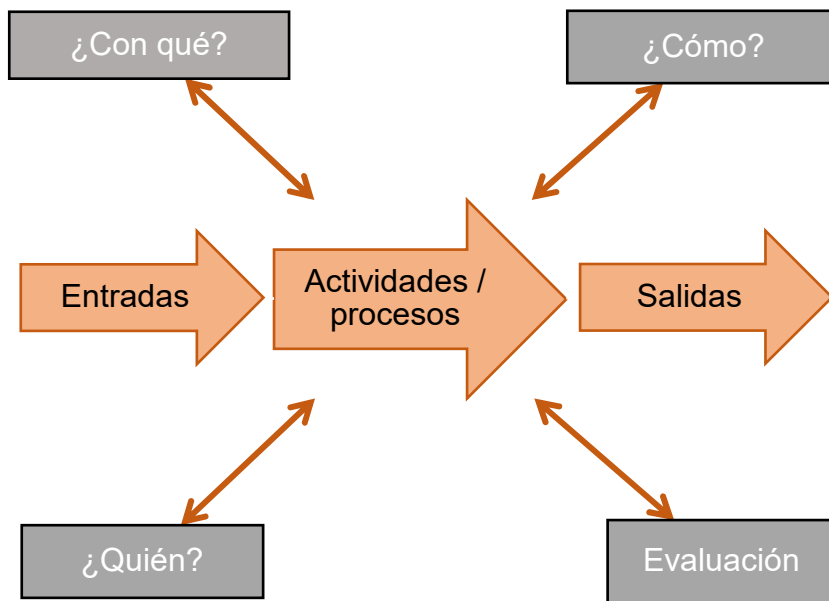 ¿Con qué?
¿Cómo?
Entradas
Actividades /
procesos
Salidas
¿Quién?
Evaluación